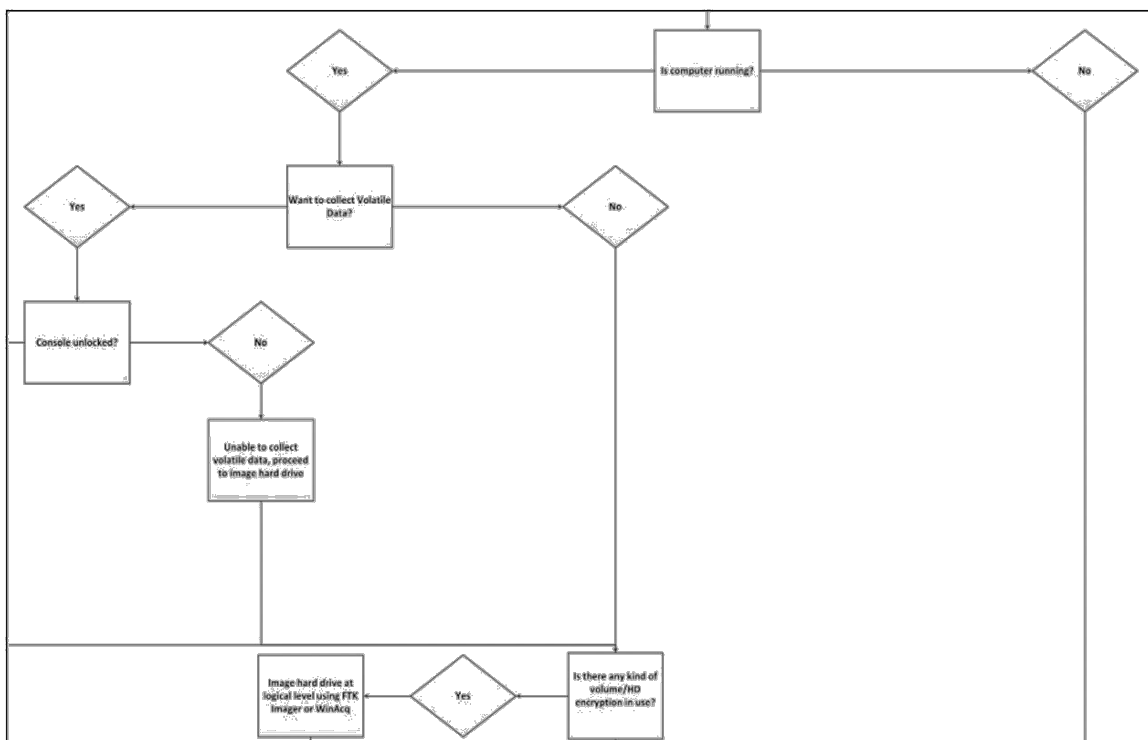 Yes
Is computer running?
No
Yes
Want to collect Volatile
Data?
No
Console unlocked?
No
Unable to collect
volatile data, proceed
to image hard drive
Image hard drive at
logical level using FTK
Imager or WinAcq
Yes
Is there any kind of
volume/HD
encryption in use?